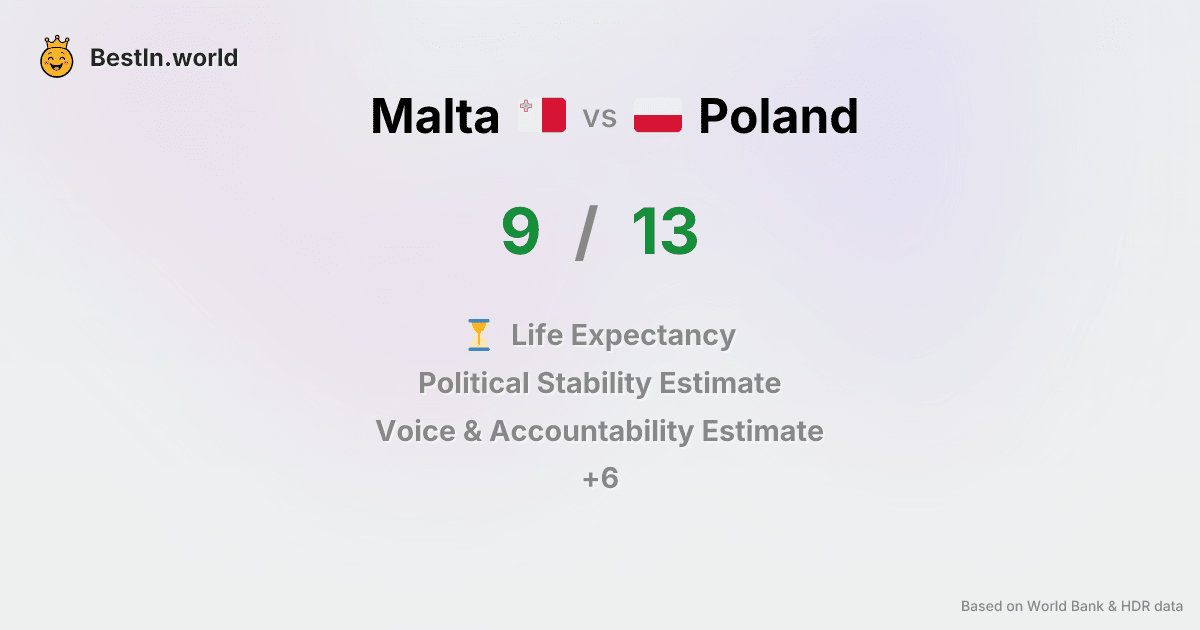 BestIn.world
Malta vs Poland
9 / 13
Life Expectancy
Political Stability Estimate
Voice & Accountability Estimate
+6
Based on World Bank & HDR data